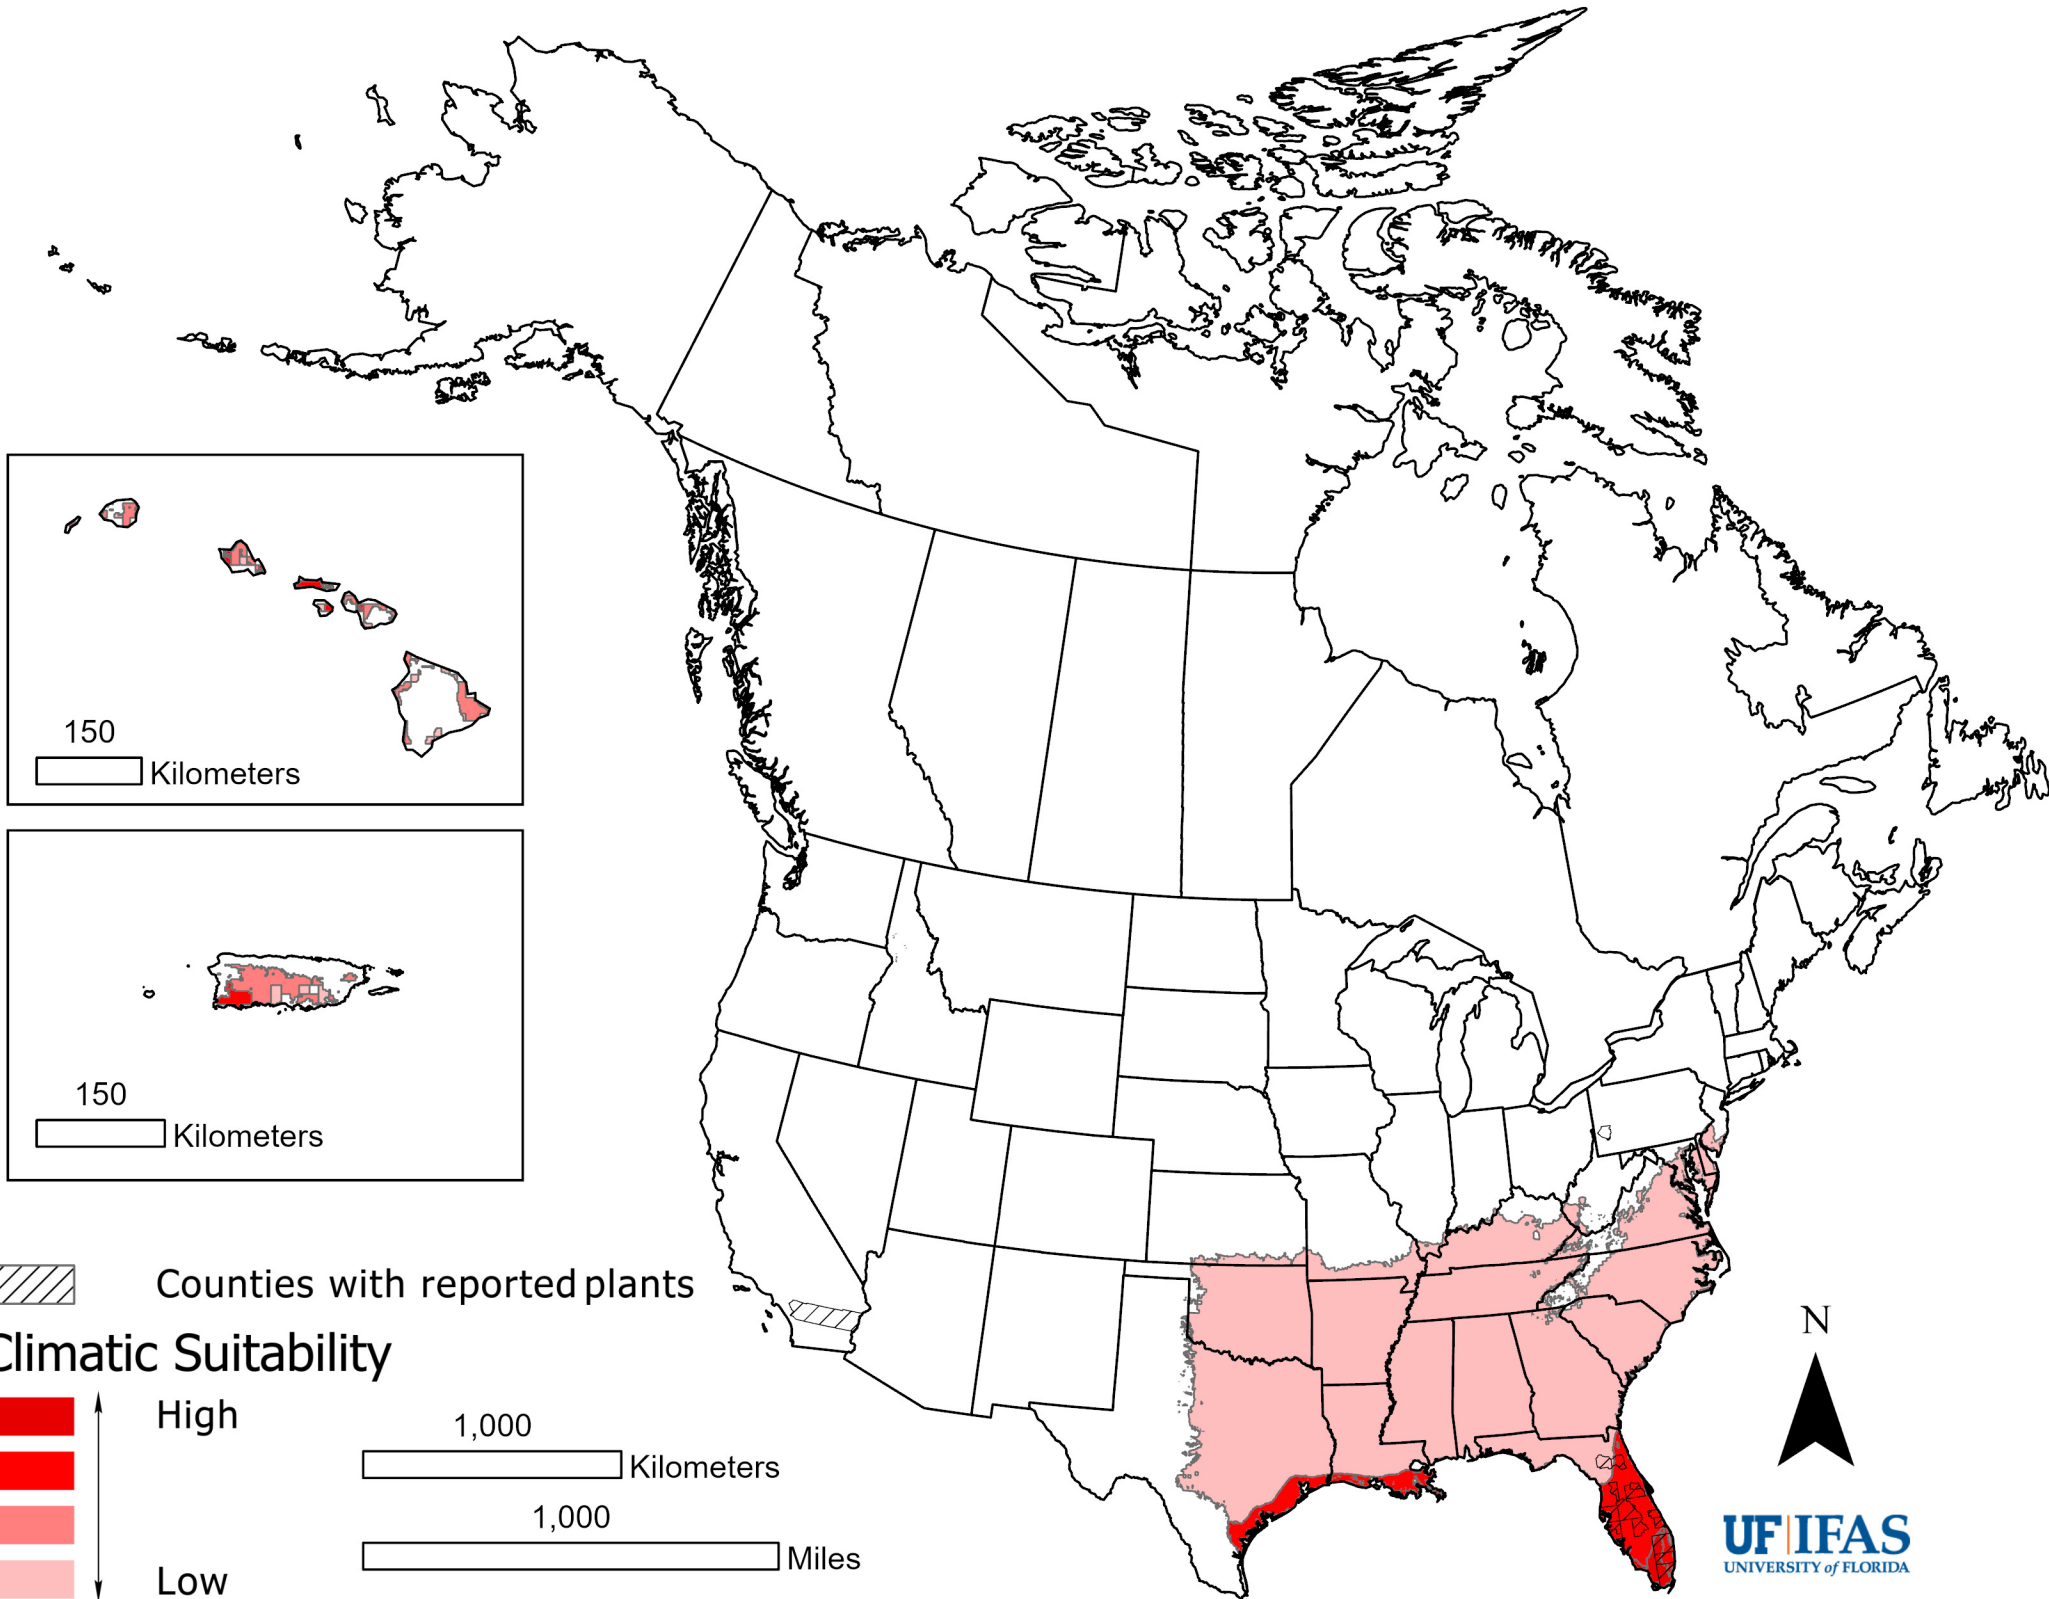 150
Kilometers
150
Kilometers
Counties with reported plants
Climatic Suitability
High
Low
1,000
Kilometers
1,000
Miles
N
UF|IFAS
UNIVERSITY of FLORIDA